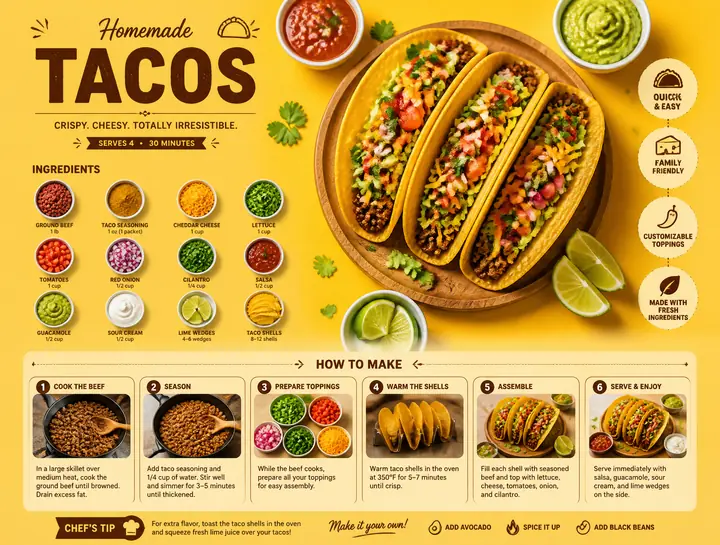 Homemade
TACOS
CRISPY. CHEESY. TOTALLY IRRESISTIBLE.
SERVES 4 • 30 MINUTES
INGREDIENTS
GROUND BEEF
1 lb
TACO SEASONING
1 oz (1 packet)
CHEDDAR CHEESE
1 cup
LETTUCE
1 cup
TOMATOES
1 cup
RED ONION
1/2 cup
CILANTRO
1/4 cup
SALSA
1/2 cup
GUACAMOLE
1/2 cup
SOUR CREAM
1/2 cup
LIME WEDGES
4–6 wedges
TACO SHELLS
8–12 shells
QUICK
& EASY
FAMILY
FRIENDLY
CUSTOMIZABLE
TOPPINGS
MADE WITH
FRESH
INGREDIENTS
HOW TO MAKE
1 COOK THE BEEF
In a large skillet over
medium heat, cook the
ground beef until browned.
Drain excess fat.
2 SEASON
Add taco seasoning and
1/4 cup of water. Stir well
and simmer for 3–5 minutes
until thickened.
3 PREPARE TOPPINGS
While the beef cooks,
prepare all your toppings
for easy assembly.
4 WARM THE SHELLS
Warm taco shells in the oven
at 350°F for 5–7 minutes
until crisp.
5 ASSEMBLE
Fill each shell with seasoned
beef and top with lettuce,
cheese, tomatoes, onion,
and cilantro.
6 SERVE & ENJOY
Serve immediately with
salsa, guacamole, sour
cream, and lime wedges
on the side.
CHEF'S TIP
For extra flavor, toast the taco shells in the oven
and squeeze fresh lime juice over your tacos!
Make it your own!
ADD AVOCADO
SPICE IT UP
ADD BLACK BEANS